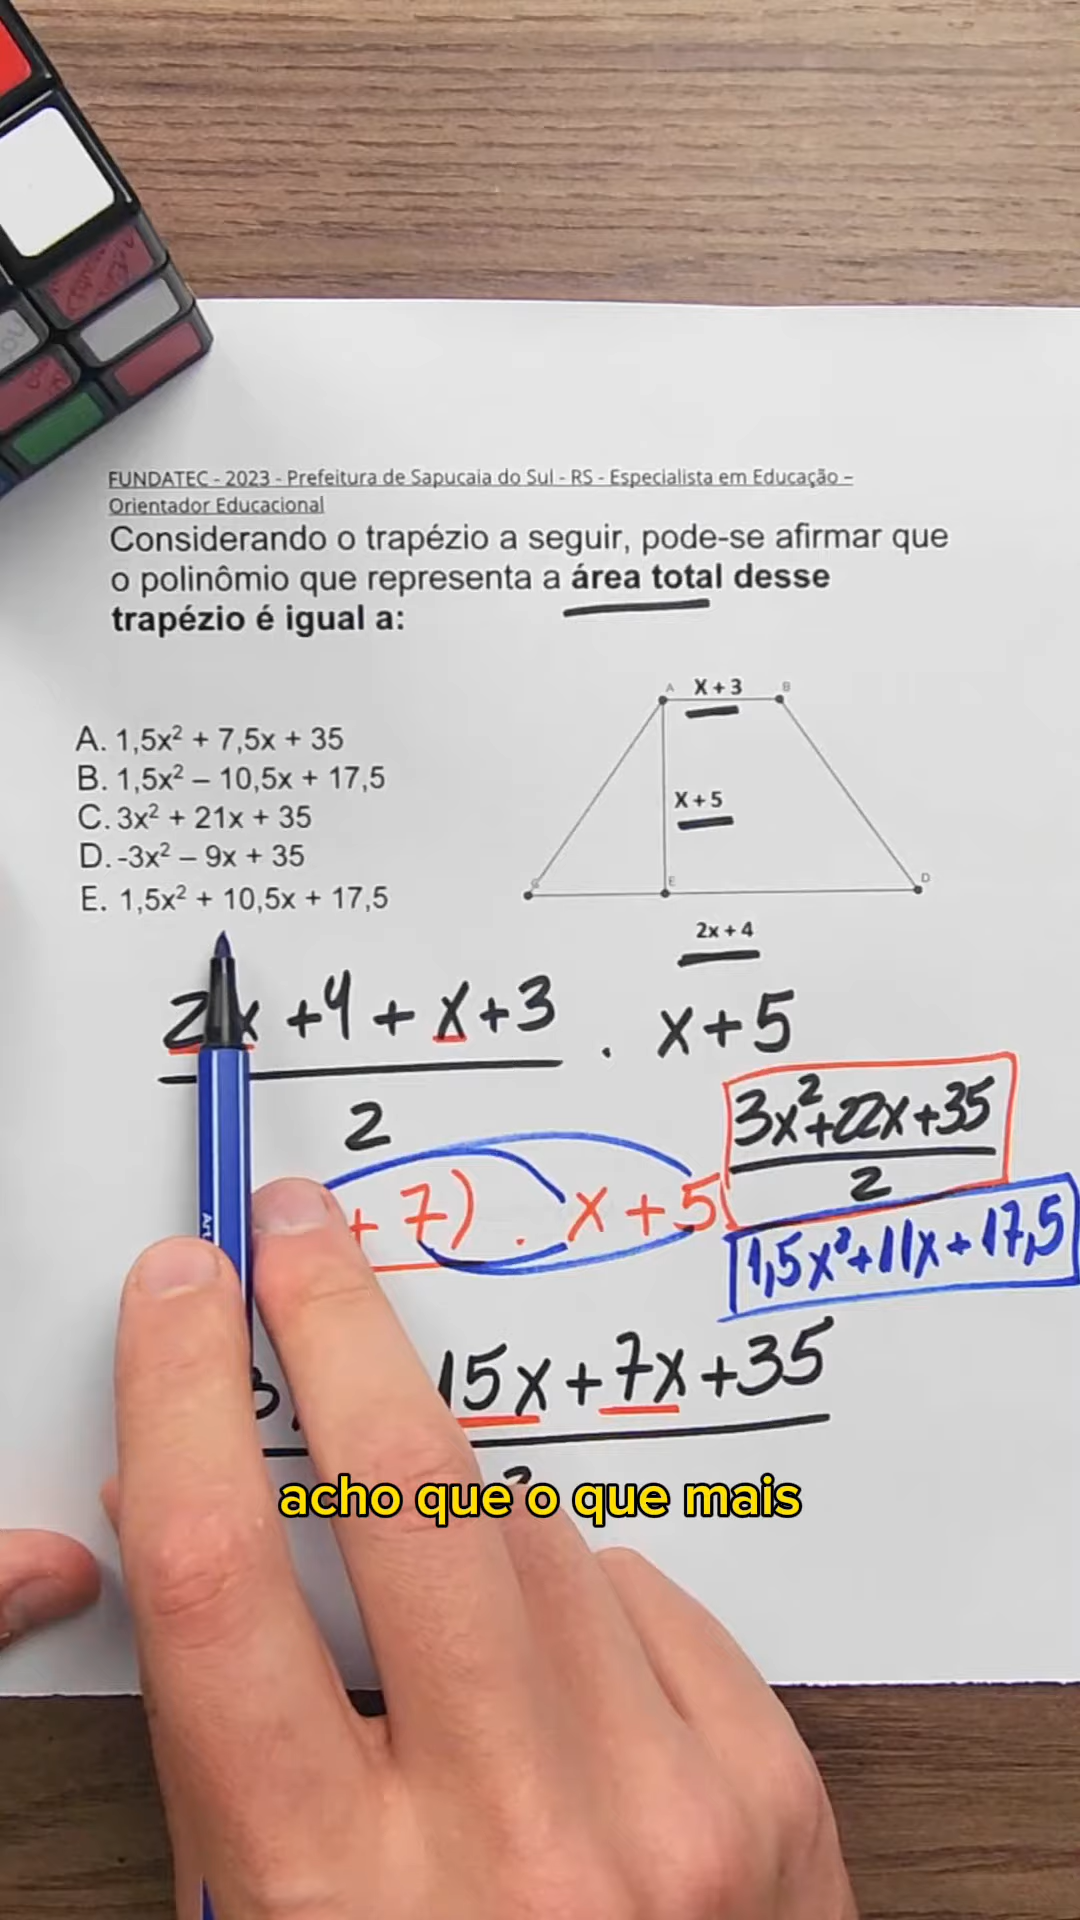 FUNDATEC - 2023 - Prefeitura de Sapucaia do Sul - RS - Especialista em Educação –
Orientador Educacional
Considerando o trapézio a seguir, pode-se afirmar que
o polinômio que representa a área total desse
trapézio é igual a:
A. 1,5x² + 7,5x + 35
B. 1,5x² – 10,5x + 17,5
C. 3x² + 21x + 35
D. -3x² – 9x + 35
E. 1,5x² + 10,5x + 17,5
A X + 3 B
X + 5
E D
2x + 4
2x + 4 + x + 3 . x + 5
2
3x² + 22x + 35
2
+ 7) . x + 5
1,5x² + 11x + 17,5
15x + 7x + 35
acho que o que mais